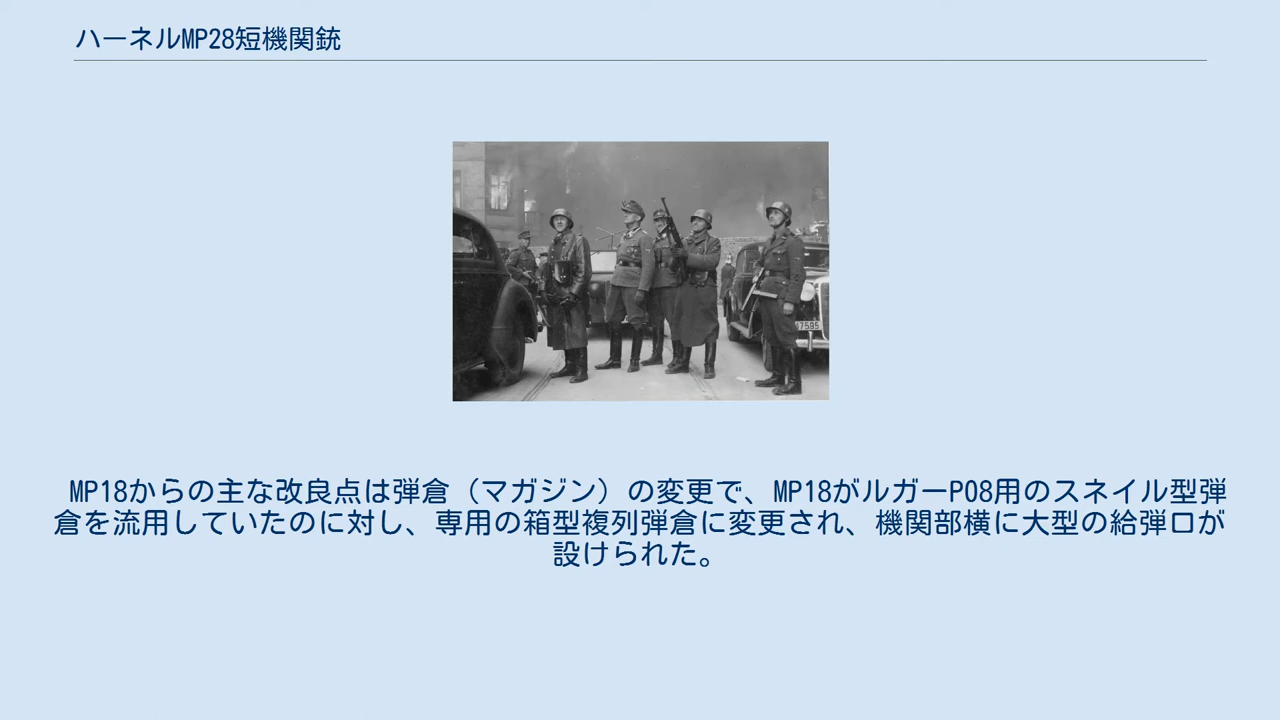 ハーネルMP28短機関銃
7595
MP18からの主な改良点は弾倉（マガジン）の変更で、MP18がルガーP08用のスネイル型弾
倉を流用していたのに対し、専用の箱型複列弾倉に変更され、機関部横に大型の給弾口が
設けられた。